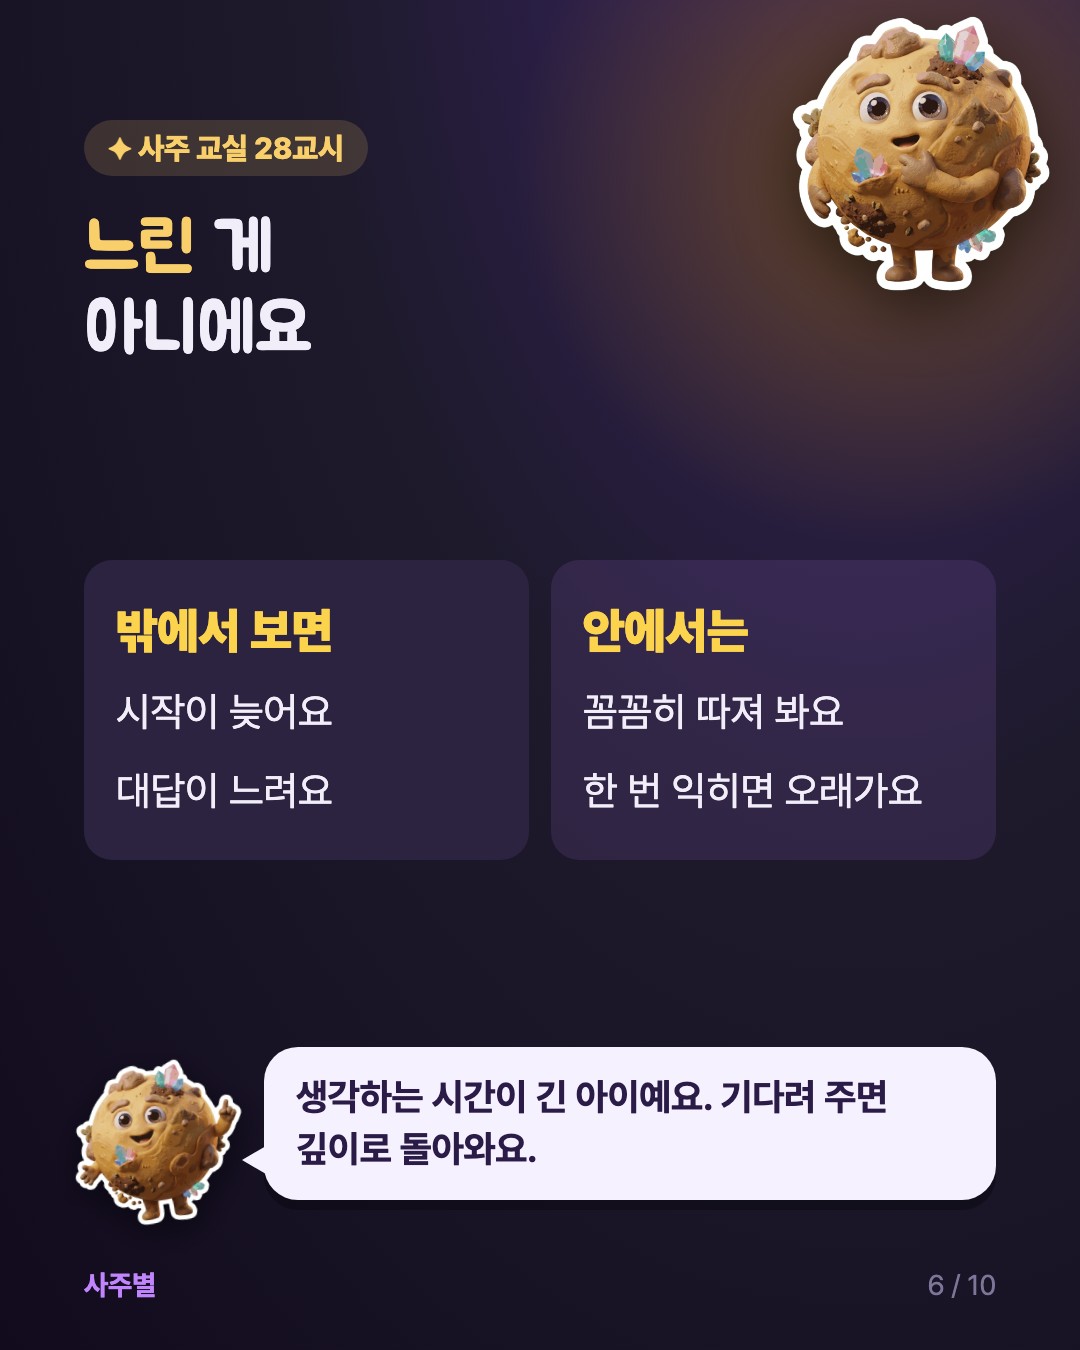 ✦ 사주 교실 28교시
느린 게
아니에요
밖에서 보면
시작이 늦어요
대답이 느려요
안에서는
꼼꼼히 따져 봐요
한 번 익히면 오래가요
생각하는 시간이 긴 아이예요. 기다려 주면
깊이로 돌아와요.
사주별
6 / 10